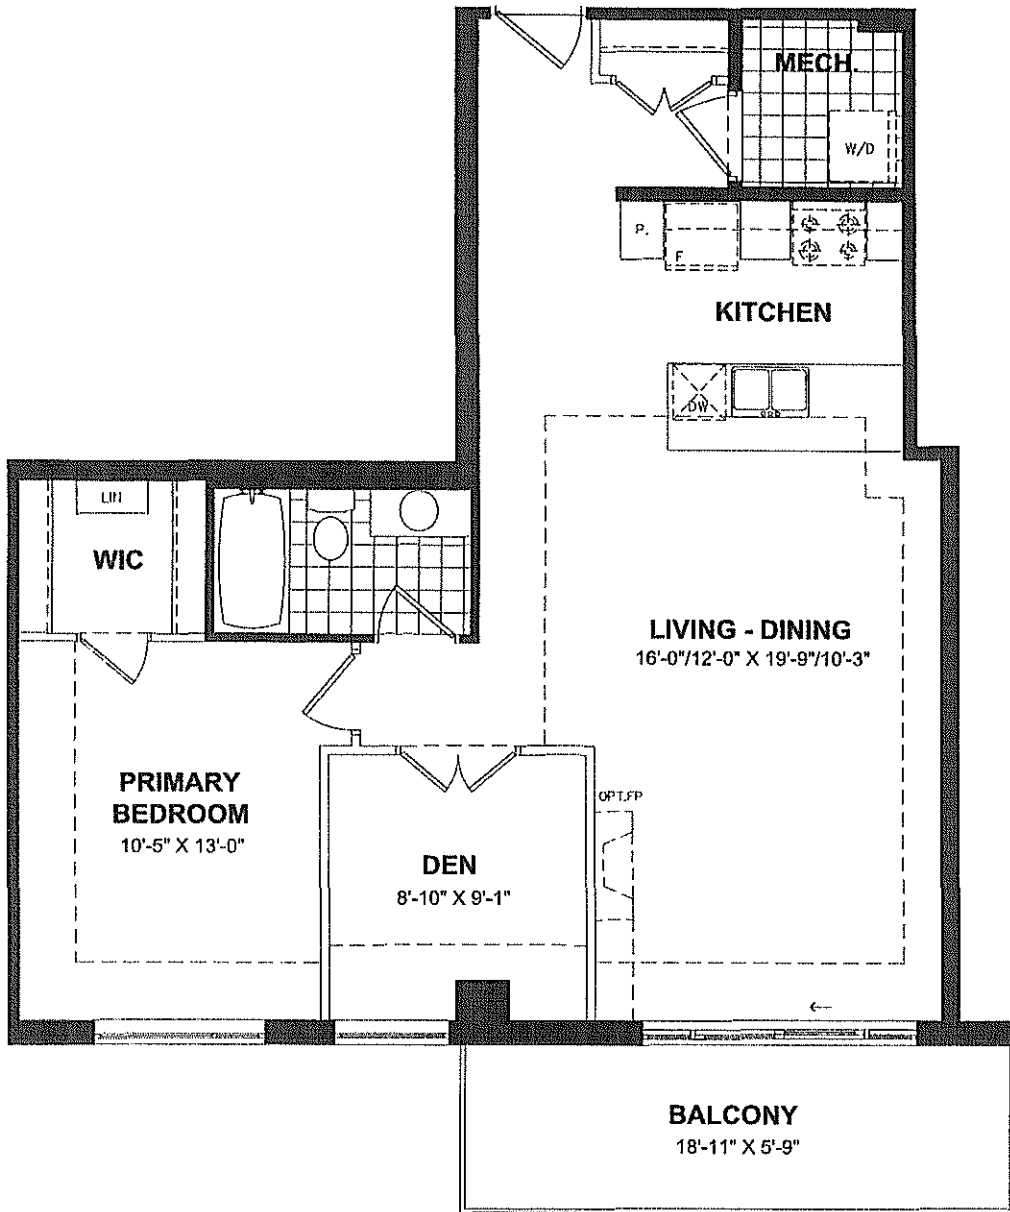 MECH.
W/D
P.
F
KITCHEN
DW
LIN
WIC
LIVING - DINING
16'-0"/12'-0" X 19'-9"/10'-3"
PRIMARY
BEDROOM
10'-5" X 13'-0"
OPT.FP
DEN
8'-10" X 9'-1"
BALCONY
18'-11" X 5'-9"